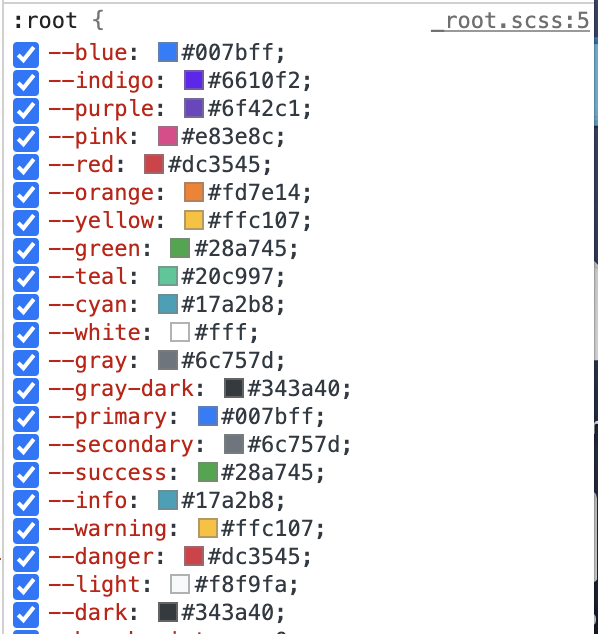 :root { _root.scss:5
--blue: #007bff;
--indigo: #6610f2;
--purple: #6f42c1;
--pink: #e83e8c;
--red: #dc3545;
--orange: #fd7e14;
--yellow: #ffc107;
--green: #28a745;
--teal: #20c997;
--cyan: #17a2b8;
--white: #fff;
--gray: #6c757d;
--gray-dark: #343a40;
--primary: #007bff;
--secondary: #6c757d;
--success: #28a745;
--info: #17a2b8;
--warning: #ffc107;
--danger: #dc3545;
--light: #f8f9fa;
--dark: #343a40;